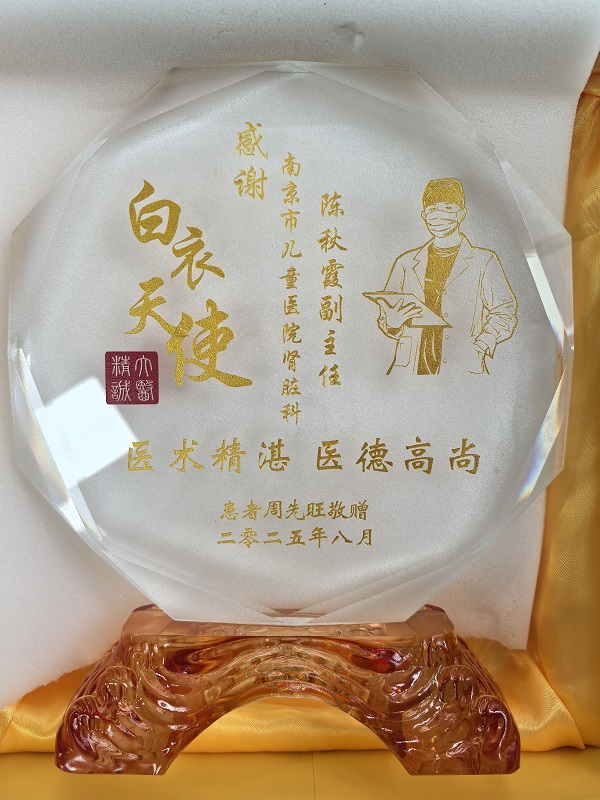 感谢
南京市儿童医院肾脏科
陈秋霞副主任
白衣天使
大医精诚
医术精湛 医德高尚
患者周先旺敬赠
二零二五年八月